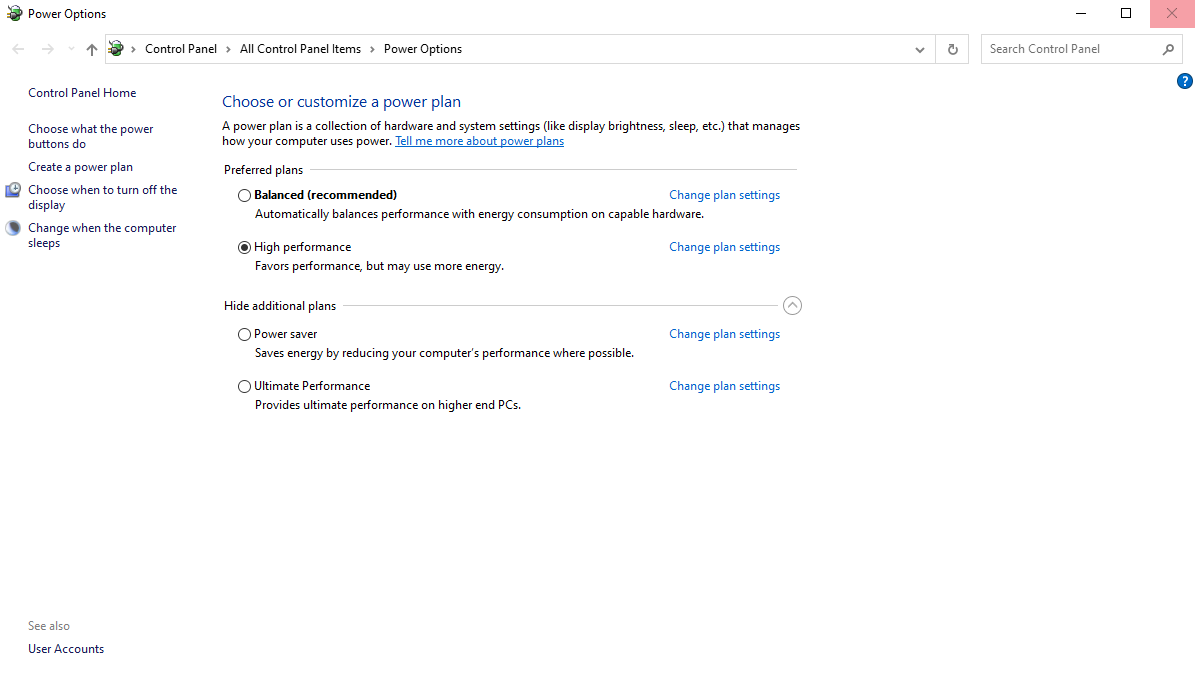 Power Options
Control Panel › All Control Panel Items › Power Options
Search Control Panel
?
Control Panel Home
Choose what the power
buttons do
Create a power plan
Choose when to turn off the
display
Change when the computer
sleeps
Choose or customize a power plan
A power plan is a collection of hardware and system settings (like display brightness, sleep, etc.) that manages
how your computer uses power. Tell me more about power plans
Preferred plans
Balanced (recommended) Change plan settings
Automatically balances performance with energy consumption on capable hardware.
High performance Change plan settings
Favors performance, but may use more energy.
Hide additional plans
Power saver Change plan settings
Saves energy by reducing your computer's performance where possible.
Ultimate Performance Change plan settings
Provides ultimate performance on higher end PCs.
See also
User Accounts